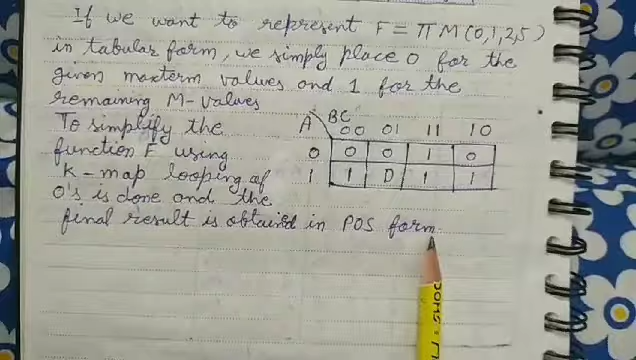 If we want to represent F = πM(0,1,2,5)
in tabular form, we simply place 0 for the
given maxterm values and 1 for the
remaining M-values
To simplify the
function F using
K-map looping of
0's is done and the
final result is obtained in POS form.
A BC
00 01 11 10
0 0 0 1 0
1 1 0 1 1